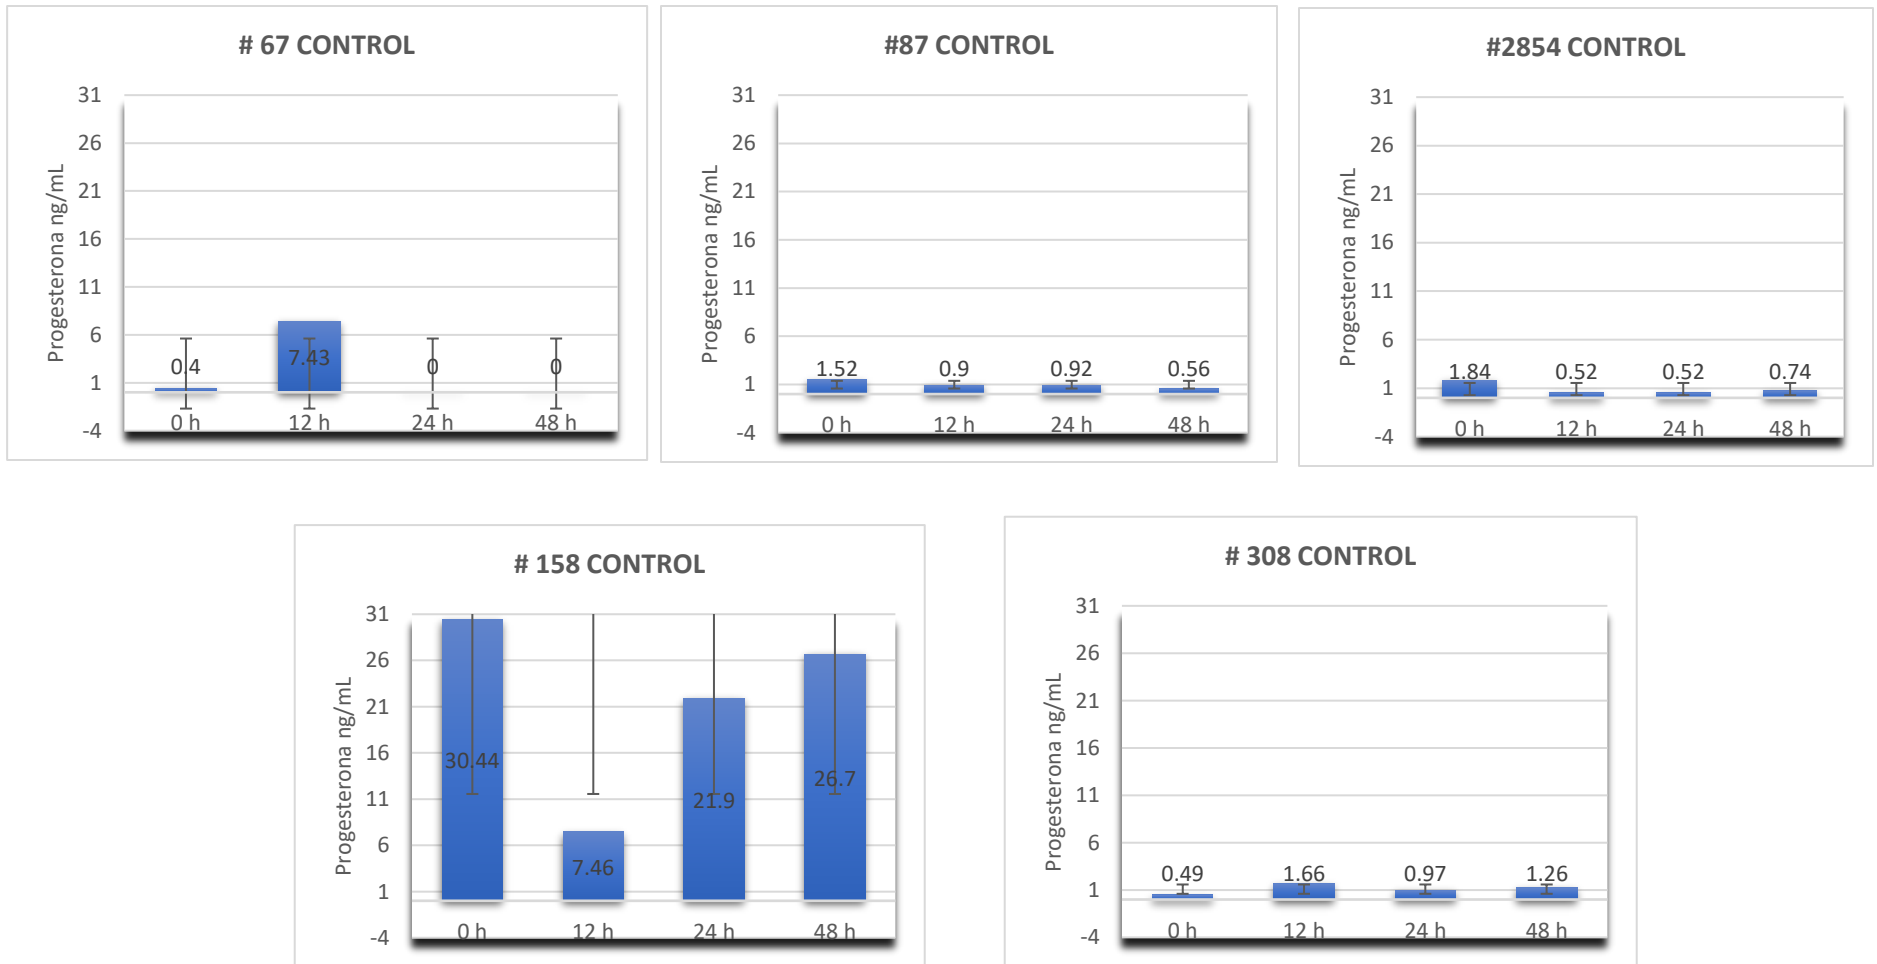 # 67 CONTROL
Progesterona ng/mL
31
26
21
16
11
6
1
-4
0.4
7.43
0
0
0 h
12 h
24 h
48 h
#87 CONTROL
Progesterona ng/mL
31
26
21
16
11
6
1
-4
1.52
0.9
0.92
0.56
0 h
12 h
24 h
48 h
#2854 CONTROL
Progesterona ng/mL
31
26
21
16
11
6
1
-4
1.84
0.52
0.52
0.74
0 h
12 h
24 h
48 h
# 158 CONTROL
Progesterona ng/mL
31
26
21
16
11
6
1
-4
30.44
7.46
21.9
26.7
0 h
12 h
24 h
48 h
# 308 CONTROL
Progesterona ng/mL
31
26
21
16
11
6
1
-4
0.49
1.66
0.97
1.26
0 h
12 h
24 h
48 h